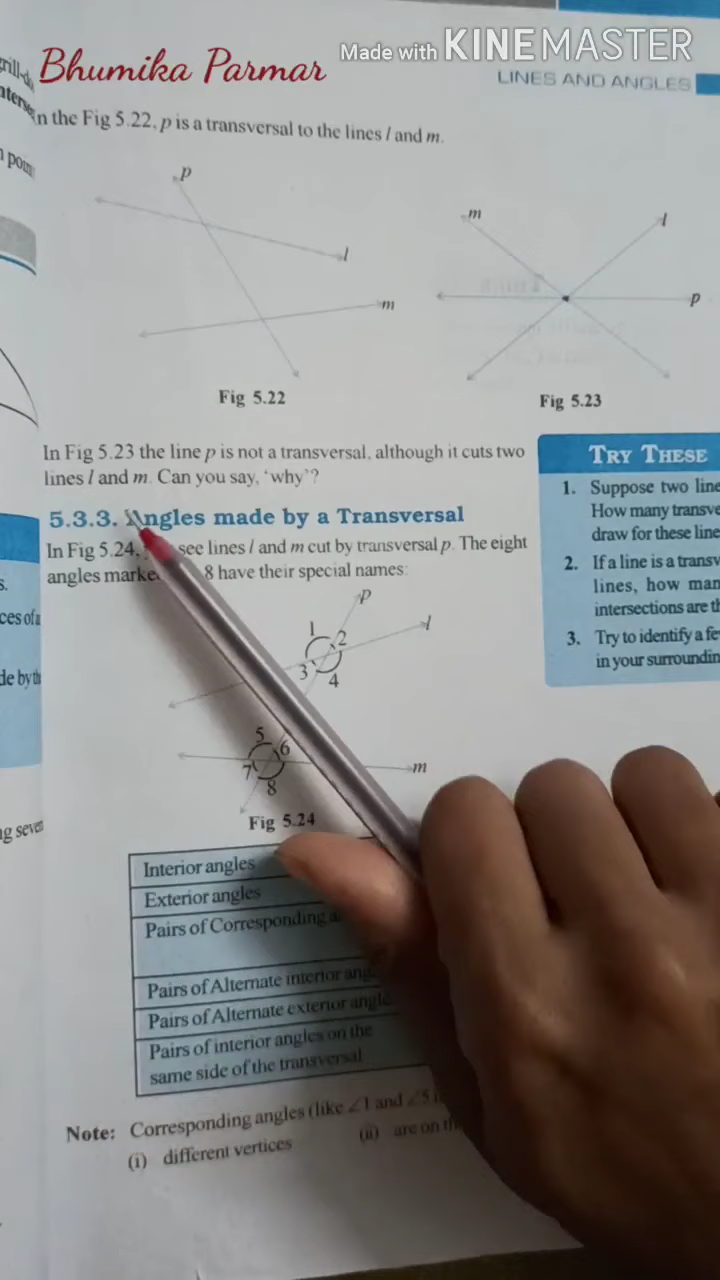 Bhumika Parmar
Made with KINEMASTER
LINES AND ANGLES
n the Fig 5.22, p is a transversal to the lines l and m.
p
l
m
Fig 5.22
m
l
p
Fig 5.23
In Fig 5.23 the line p is not a transversal, although it cuts two
lines l and m. Can you say, 'why'?
5.3.3. Angles made by a Transversal
In Fig 5.24, see lines l and m cut by transversal p. The eight
angles marke 8 have their special names:
p
l
1
2
3
4
5
6
7
8
m
Fig 5.24
TRY THESE
1. Suppose two line
How many transve
draw for these line
2. If a line is a transv
lines, how man
intersections are th
3. Try to identify a fe
in your surroundin
Interior angles
Exterior angles
Pairs of Corresponding a
Pairs of Alternate interior ang
Pairs of Alternate exterior angle
Pairs of interior angles on the
same side of the transversal
Note: Corresponding angles (like ∠1 and ∠5
(i) different vertices (ii) are on th